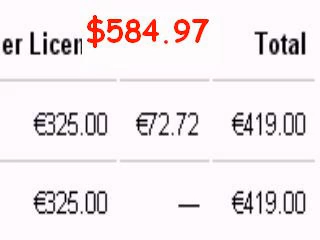 er Licen $584.97 Total
€325.00 €72.72 €419.00
€325.00 — €419.00